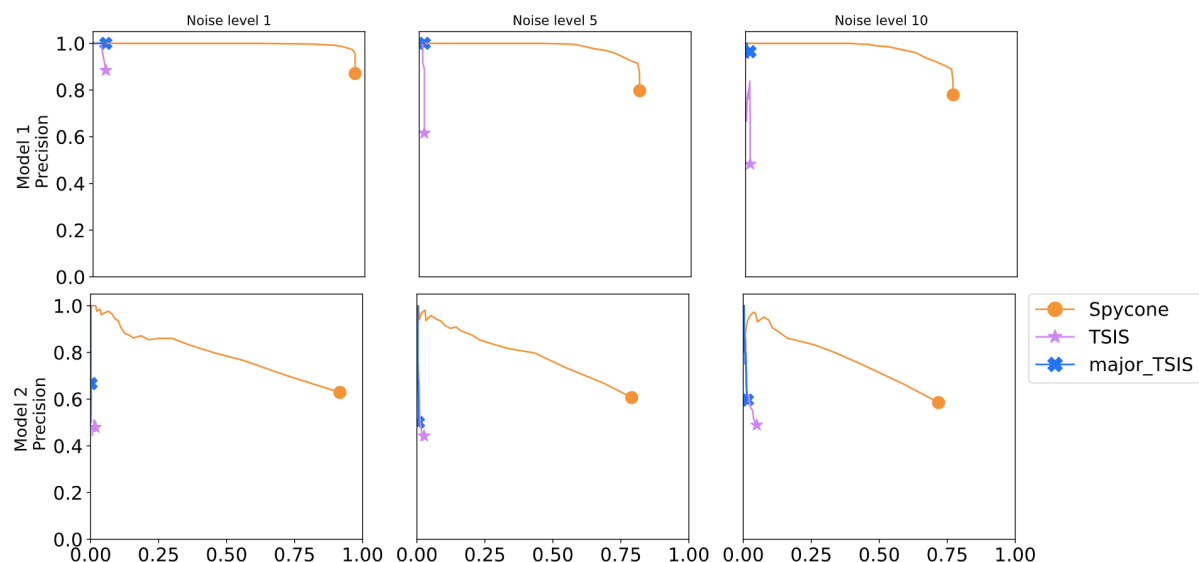 Noise level 1
Noise level 5
Noise level 10
Model 1
Precision
1.0
0.8
0.6
0.4
0.2
0.0
Model 2
Precision
1.0
0.8
0.6
0.4
0.2
0.0
0.00 0.25 0.50 0.75 1.00
0.00 0.25 0.50 0.75 1.00
0.00 0.25 0.50 0.75 1.00
Spycone
TSIS
major_TSIS